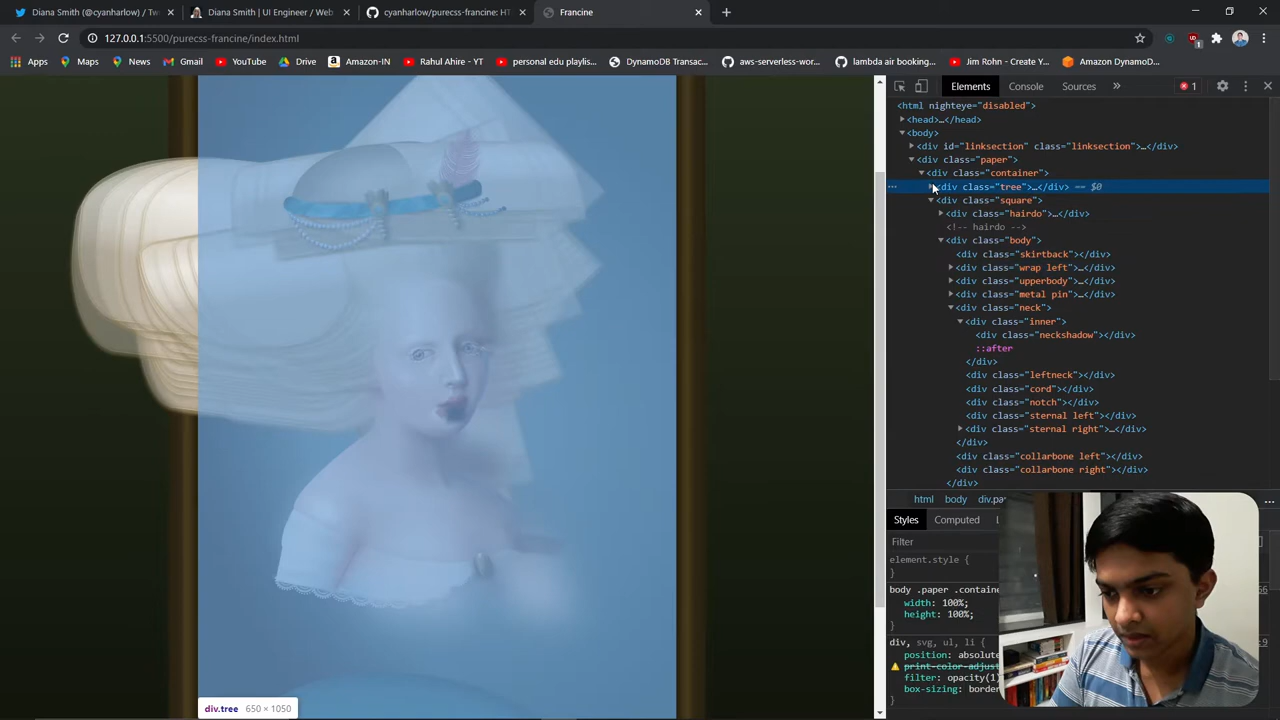 Diana Smith (@cyanharlow) / Tw
Diana Smith | UI Engineer / Web
cyanharlow/purecss-francine: HT
Francine
127.0.0.1:5500/purecss-francine/index.html
Apps
Maps
News
Gmail
YouTube
Drive
Amazon-IN
Rahul Ahire - YT
personal edu playlis...
DynamoDB Transac...
aws-serverless-wor...
lambda air booking...
Jim Rohn - Create Y...
Amazon DynamoD...
Elements
Console
Sources
»
1
<html nighteye="disabled">
<head>…</head>
<body>
<div id="linksection" class="linksection">…</div>
<div class="paper">
<div class="container">
<div class="tree">…</div> == $0
<div class="square">
<div class="hairdo">…</div>
<!-- hairdo -->
<div class="body">
<div class="skirtback"></div>
<div class="wrap left">…</div>
<div class="upperbody">…</div>
<div class="metal pin">…</div>
<div class="neck">
<div class="inner">
<div class="neckshadow"></div>
::after
</div>
<div class="leftneck"></div>
<div class="cord"></div>
<div class="notch"></div>
<div class="sternal left"></div>
<div class="sternal right">…</div>
</div>
<div class="collarbone left"></div>
<div class="collarbone right"></div>
</div>
html body div.pa
...
Styles Computed L
Filter
element.style {
}
body .paper .containe
width: 100%;
height: 100%;
}
div, svg, ul, li {
position: absolute
print-color-adjust
filter: opacity(1)
box-sizing: border
}
div.tree 650 × 1050